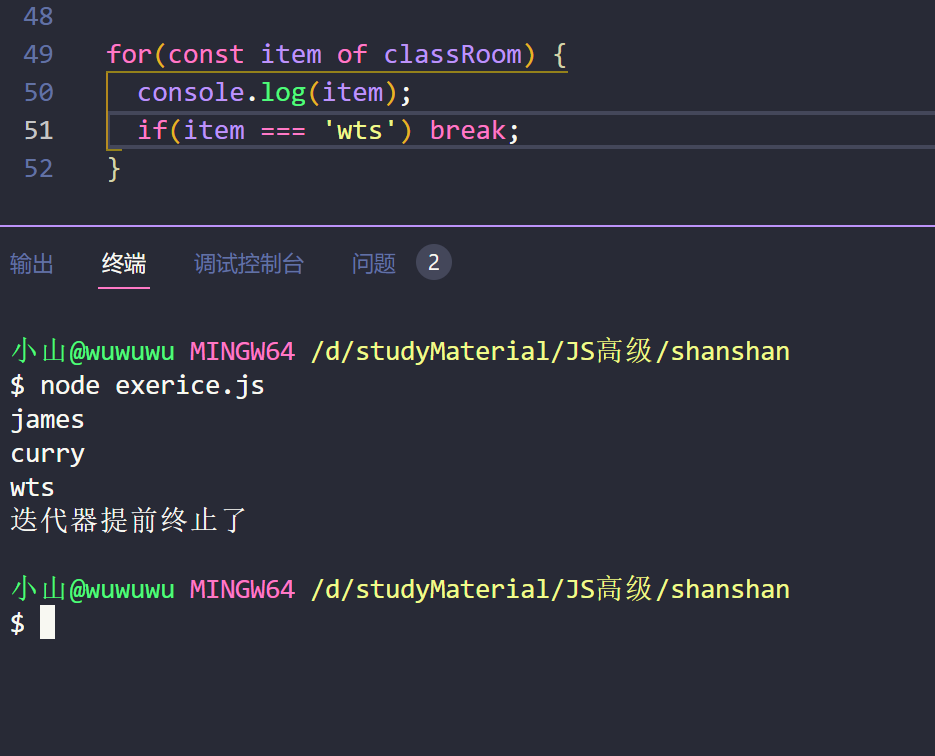 48
49 for(const item of classRoom) {
50 console.log(item);
51 if(item === 'wts') break;
52 }
输出 终端 调试控制台 问题 2
小山@wuwuwu MINGW64 /d/studyMaterial/JS高级/shanshan
$ node exerice.js
james
curry
wts
迭代器提前终止了
小山@wuwuwu MINGW64 /d/studyMaterial/JS高级/shanshan
$